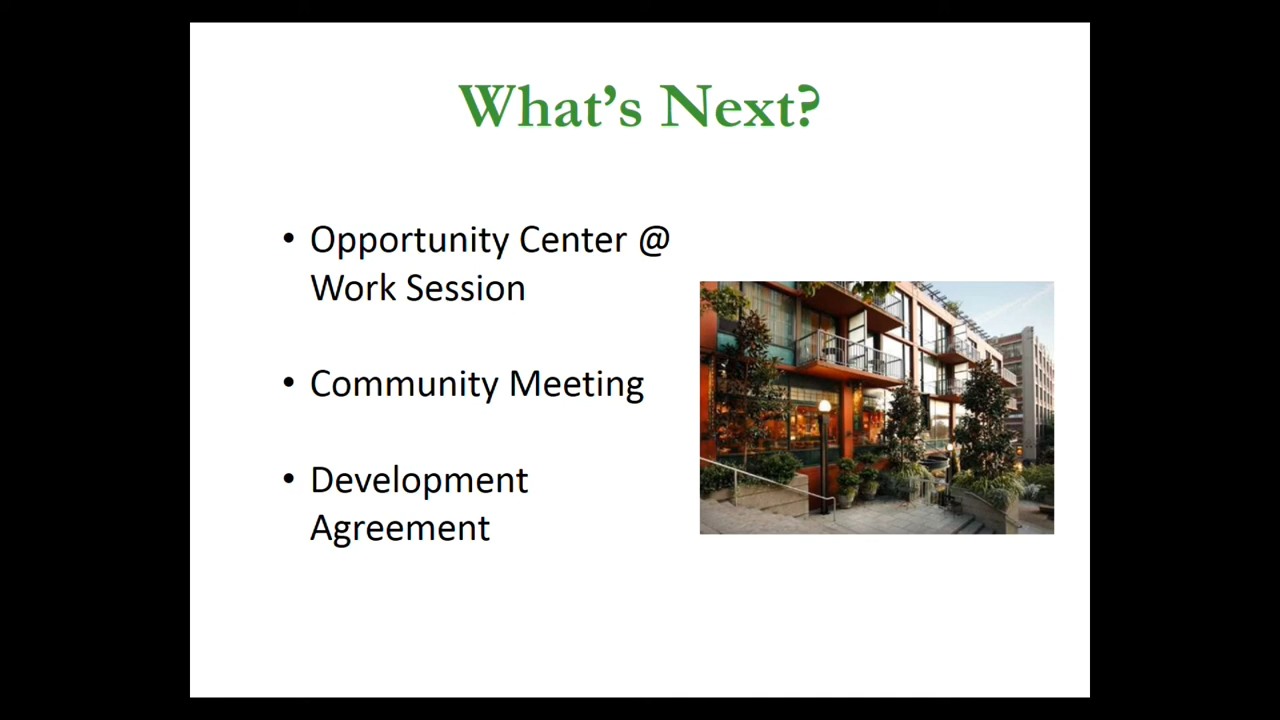 What's Next?
• Opportunity Center @
Work Session
• Community Meeting
• Development
Agreement